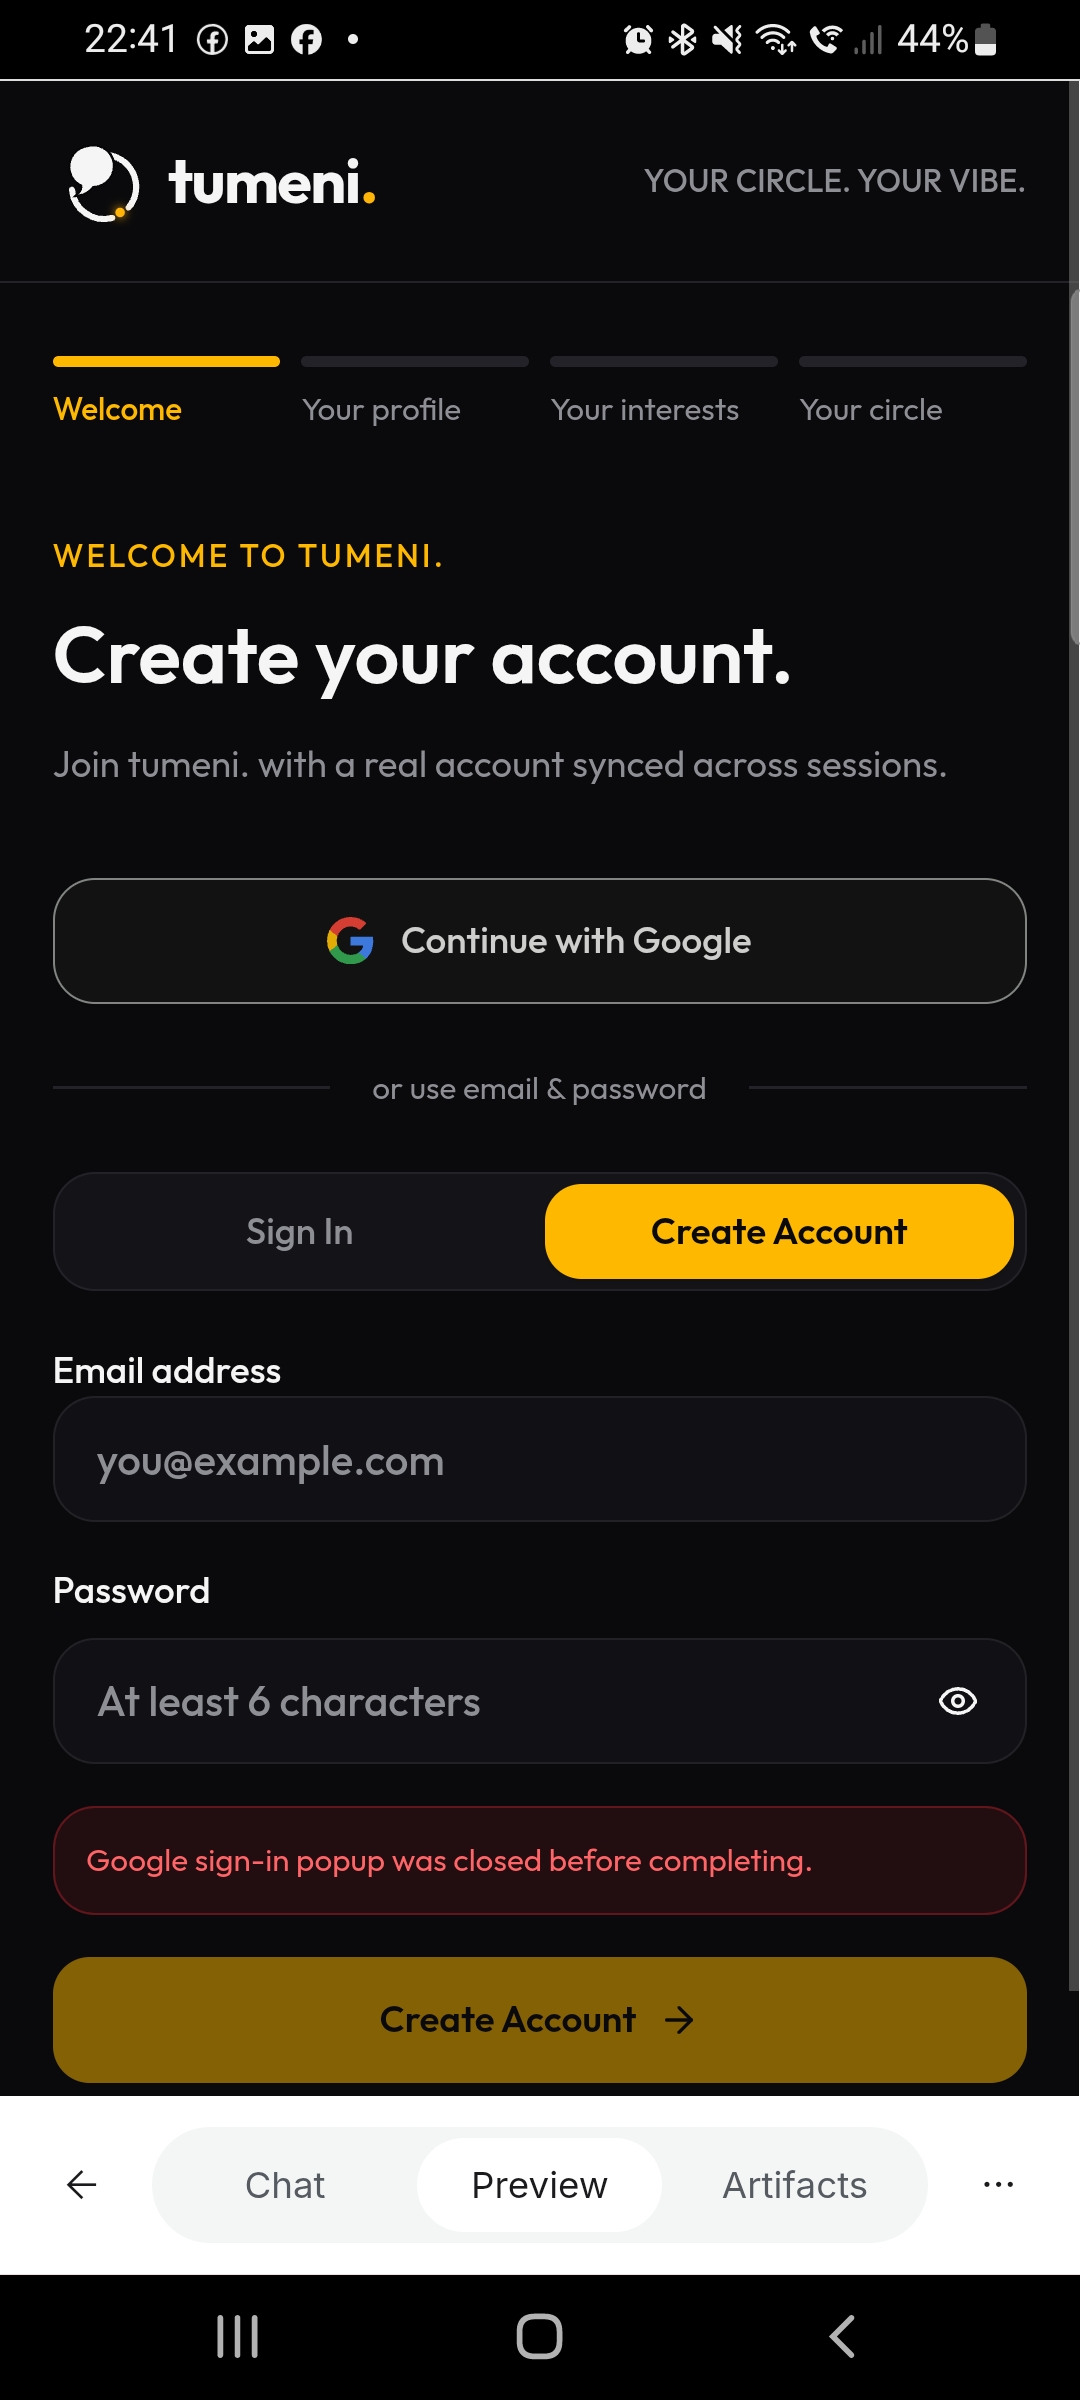 22:41
44%
tumeni.
YOUR CIRCLE. YOUR VIBE.
Welcome
Your profile
Your interests
Your circle
WELCOME TO TUMENI.
Create your account.
Join tumeni. with a real account synced across sessions.
Continue with Google
or use email & password
Sign In
Create Account
Email address
you@example.com
Password
At least 6 characters
Google sign-in popup was closed before completing.
Create Account →
Chat
Preview
Artifacts